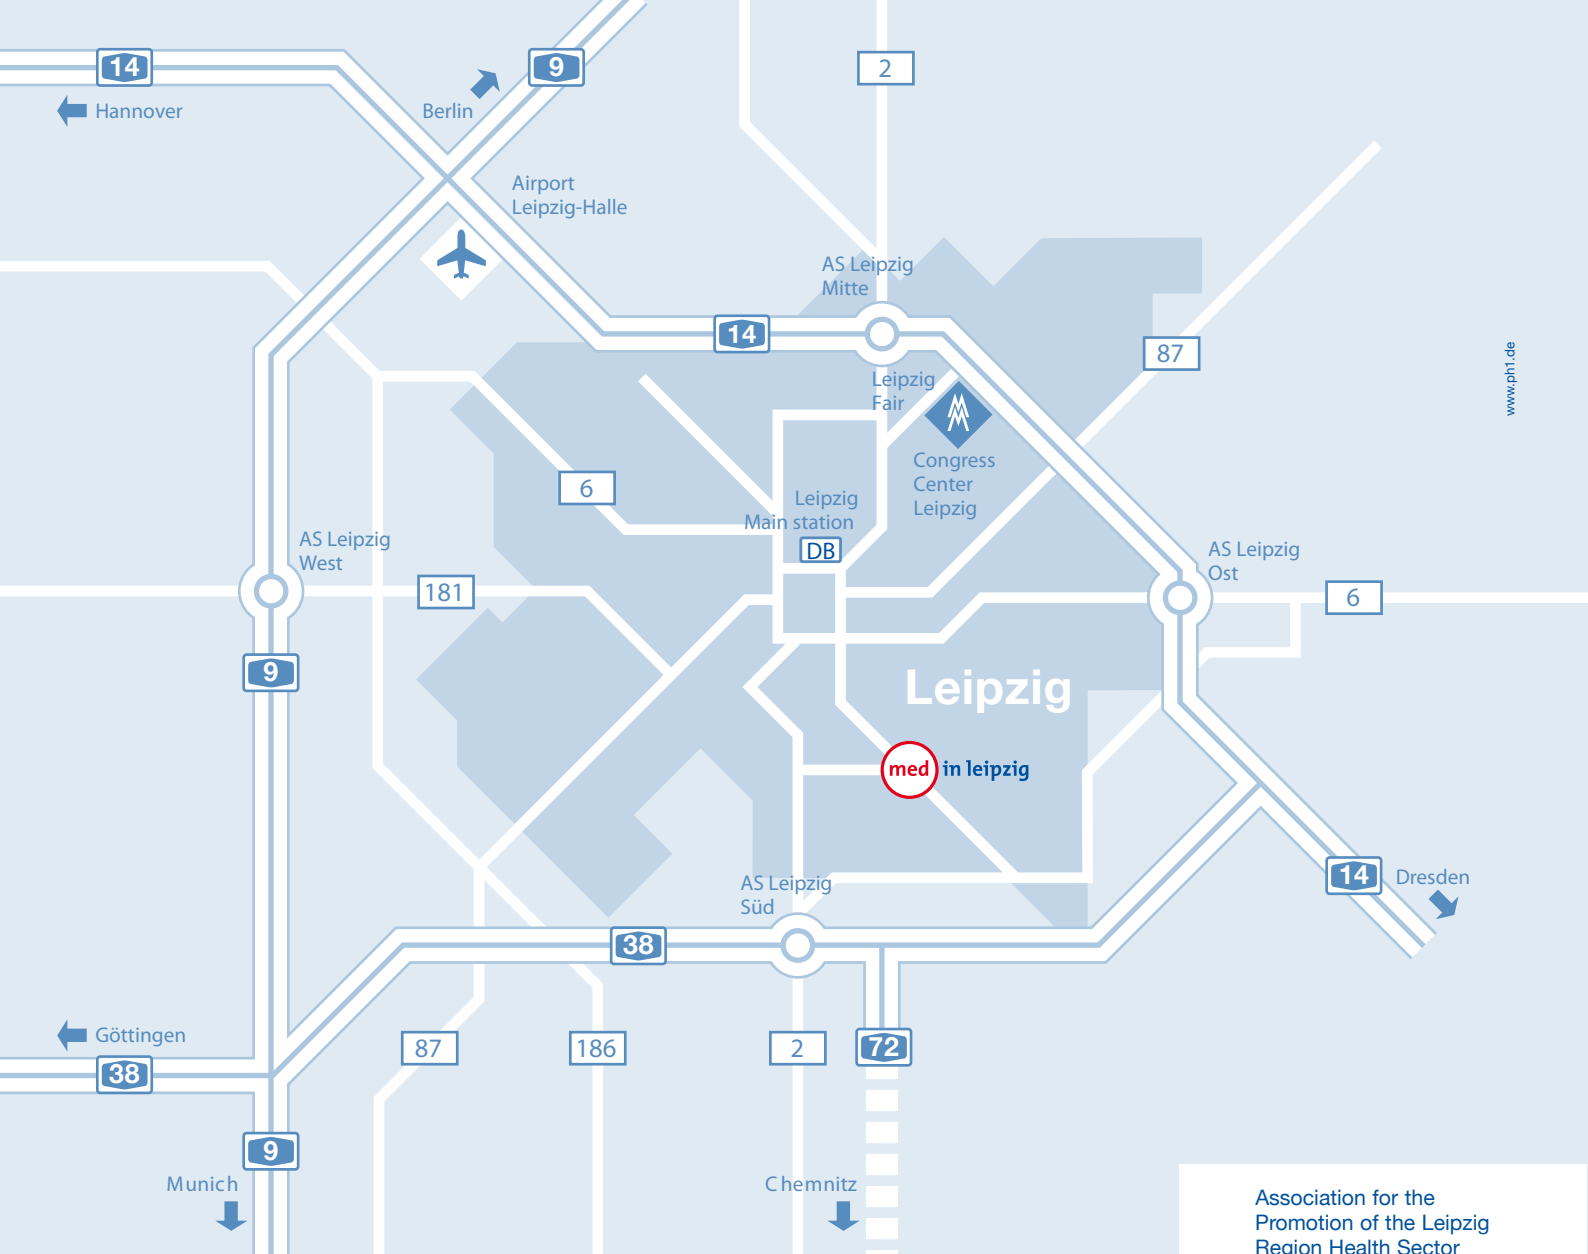 14
9
2
Hannover
Berlin
Airport
Leipzig-Halle
AS Leipzig
Mitte
14
87
www.ph1.de
Leipzig
Fair
Congress
Center
Leipzig
6
Leipzig
Main station
DB
AS Leipzig
West
181
AS Leipzig
Ost
6
9
Leipzig
med in leipzig
AS Leipzig
Süd
14
Dresden
38
Göttingen
38
87
186
2
72
9
Munich
Chemnitz
Association for the
Promotion of the Leipzig
Region Health Sector